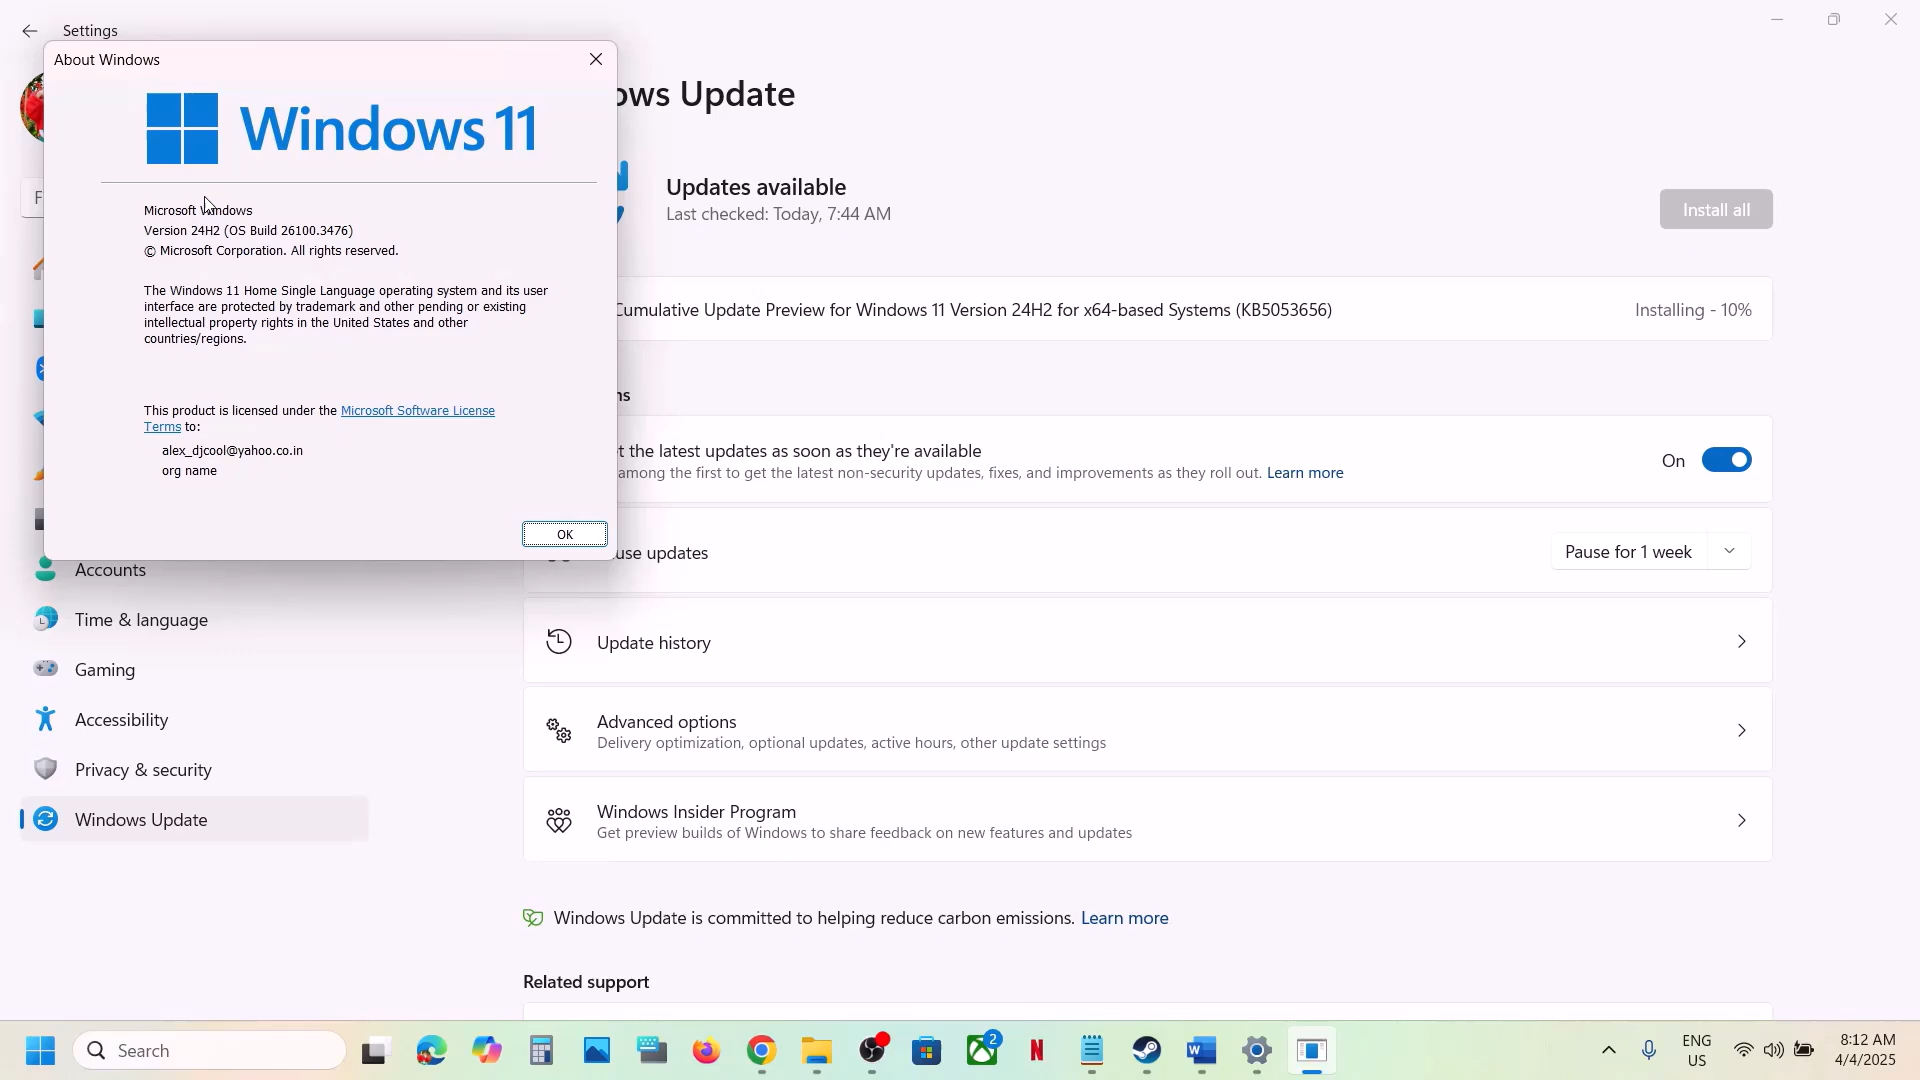 Settings
About Windows
Windows 11
Microsoft Windows
Version 24H2 (OS Build 26100.3476)
© Microsoft Corporation. All rights reserved.
The Windows 11 Home Single Language operating system and its user
interface are protected by trademark and other pending or existing
intellectual property rights in the United States and other
countries/regions.
This product is licensed under the Microsoft Software License
Terms to:
alex_djcool@yahoo.co.in
org name
OK
F
Accounts
Time & language
Gaming
Accessibility
Privacy & security
Windows Update
ows Update
Updates available
Last checked: Today, 7:44 AM
Install all
Cumulative Update Preview for Windows 11 Version 24H2 for x64-based Systems (KB5053656)
Installing - 10%
ns
t the latest updates as soon as they're available
among the first to get the latest non-security updates, fixes, and improvements as they roll out. Learn more
On
use updates
Pause for 1 week
Update history
Advanced options
Delivery optimization, optional updates, active hours, other update settings
Windows Insider Program
Get preview builds of Windows to share feedback on new features and updates
Windows Update is committed to helping reduce carbon emissions. Learn more
Related support
Search
2
ENG
US
8:12 AM
4/4/2025